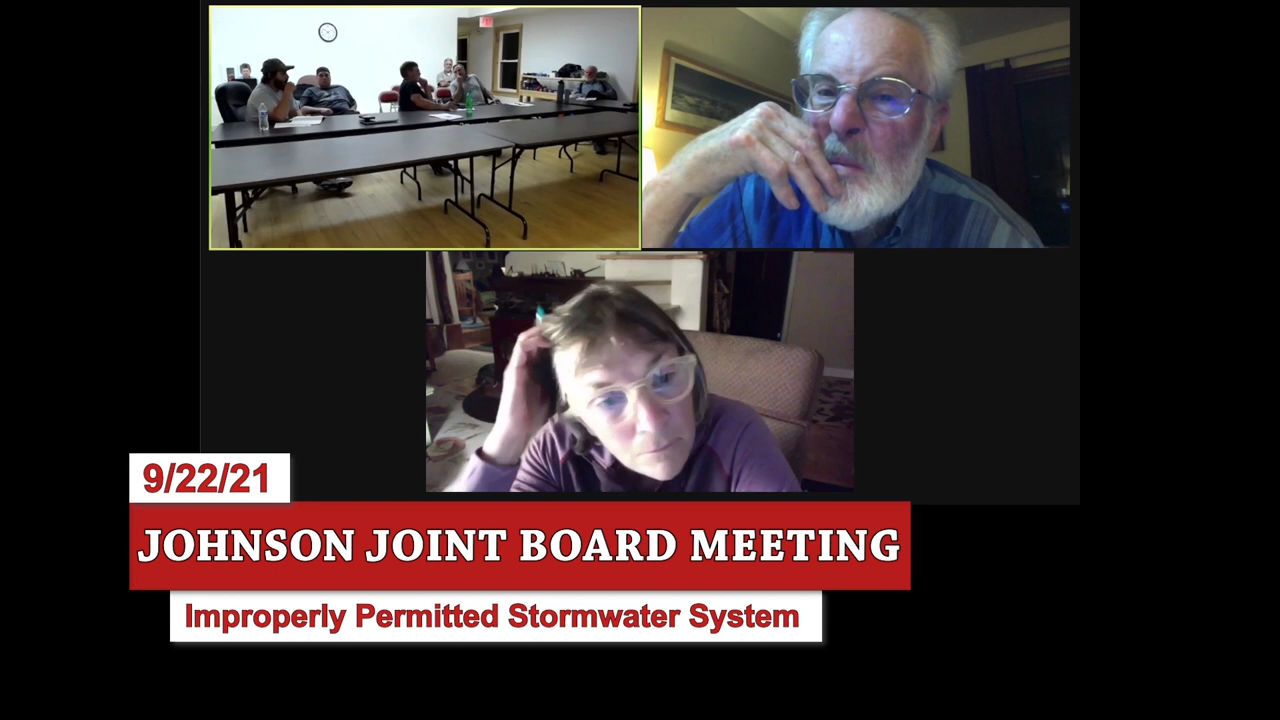 9/22/21
JOHNSON JOINT BOARD MEETING
Improperly Permitted Stormwater System